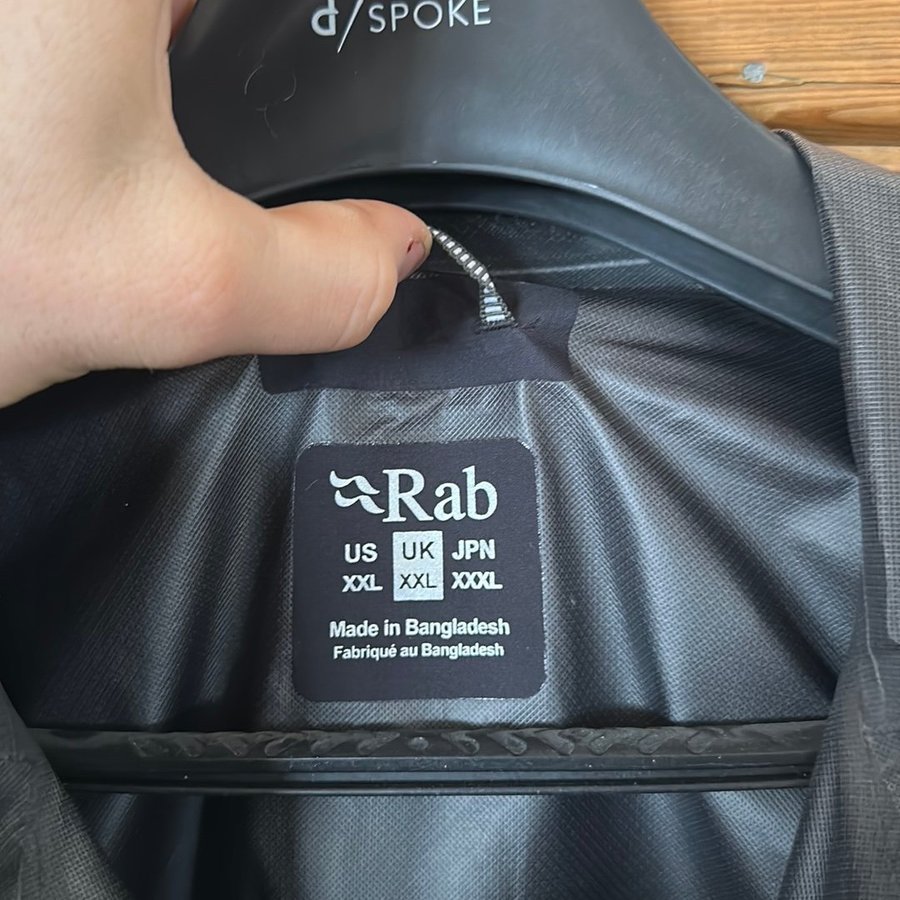 d/SPOKE
Rab
US UK JPN
XXL XXL XXXL
Made in Bangladesh
Fabriqué au Bangladesh